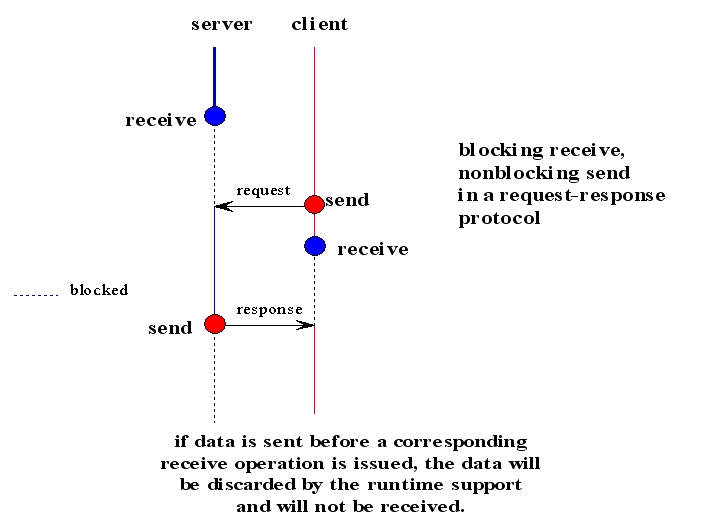 server
client
receive
blocking receive,
nonblocking send
in a request-response
protocol
request
send
receive
blocked
response
send
if data is sent before a corresponding
receive operation is issued, the data will
be discarded by the runtime support
and will not be received.